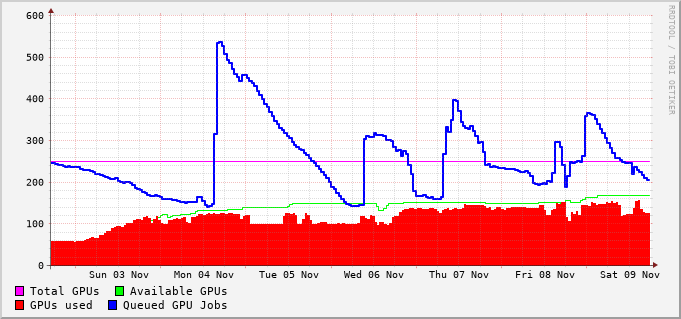 600
500
400
300
200
100
0
Sun 03 Nov Mon 04 Nov Tue 05 Nov Wed 06 Nov Thu 07 Nov Fri 08 Nov Sat 09 Nov
Total GPUs Available GPUs
GPUs used Queued GPU Jobs
RRDTOOL / TOBI OETIKER